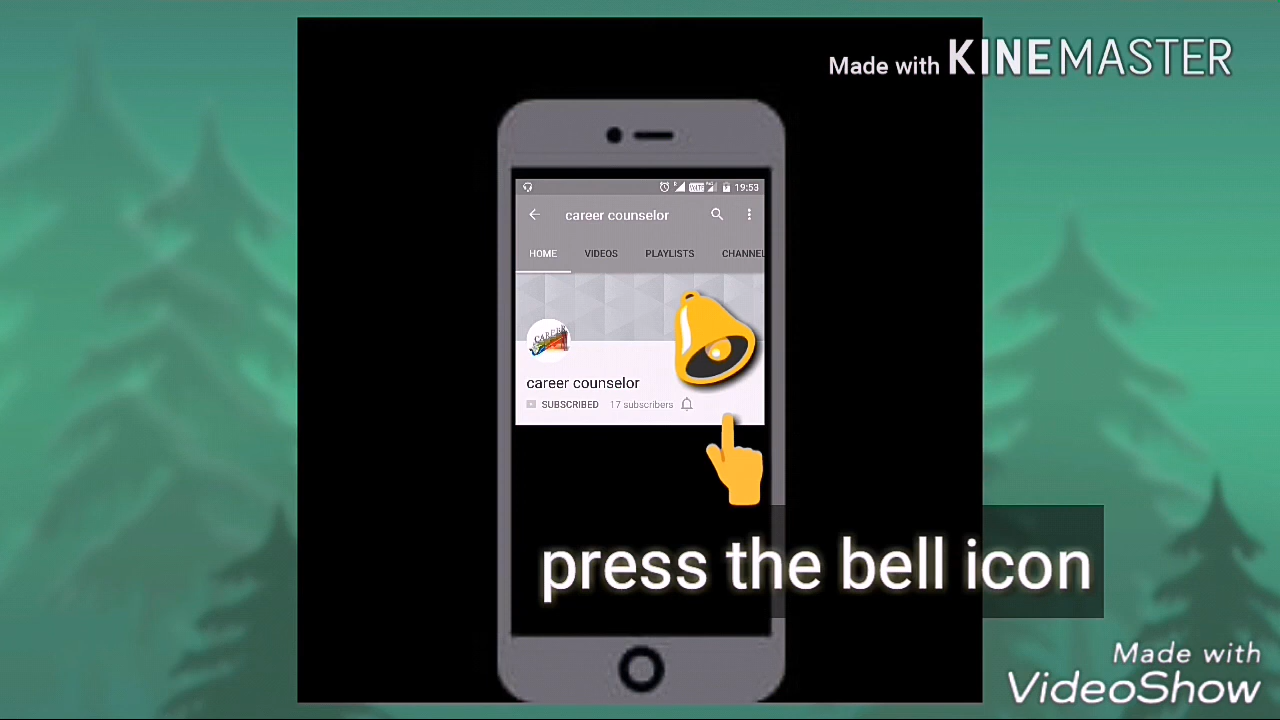 Made with KINEMASTER
19:53
career counselor
HOME VIDEOS PLAYLISTS CHANNEL
CAREER
career counselor
SUBSCRIBED 17 subscribers
press the bell icon
Made with
VideoShow